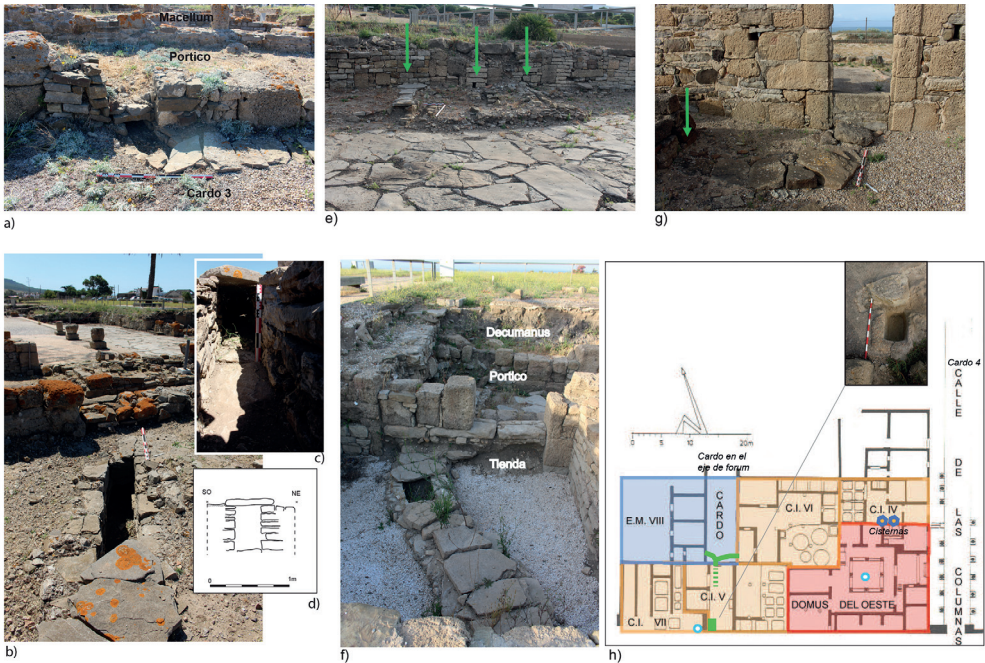 Macellum
Portico
Cardo 3
a)
e)
g)
b)
c)
SO
NE
0
1m
d)
Decumanus
Portico
Tienda
f)
0
10
20m
Cardo en el
eje de forum
Cardo 4
CALLE DE LAS COLUMNAS
E.M. VIII
CARDO
C.I. VI
C.I. IV
Cisternas
C.I. V
C.I. VII
DOMUS DEL OESTE
h)